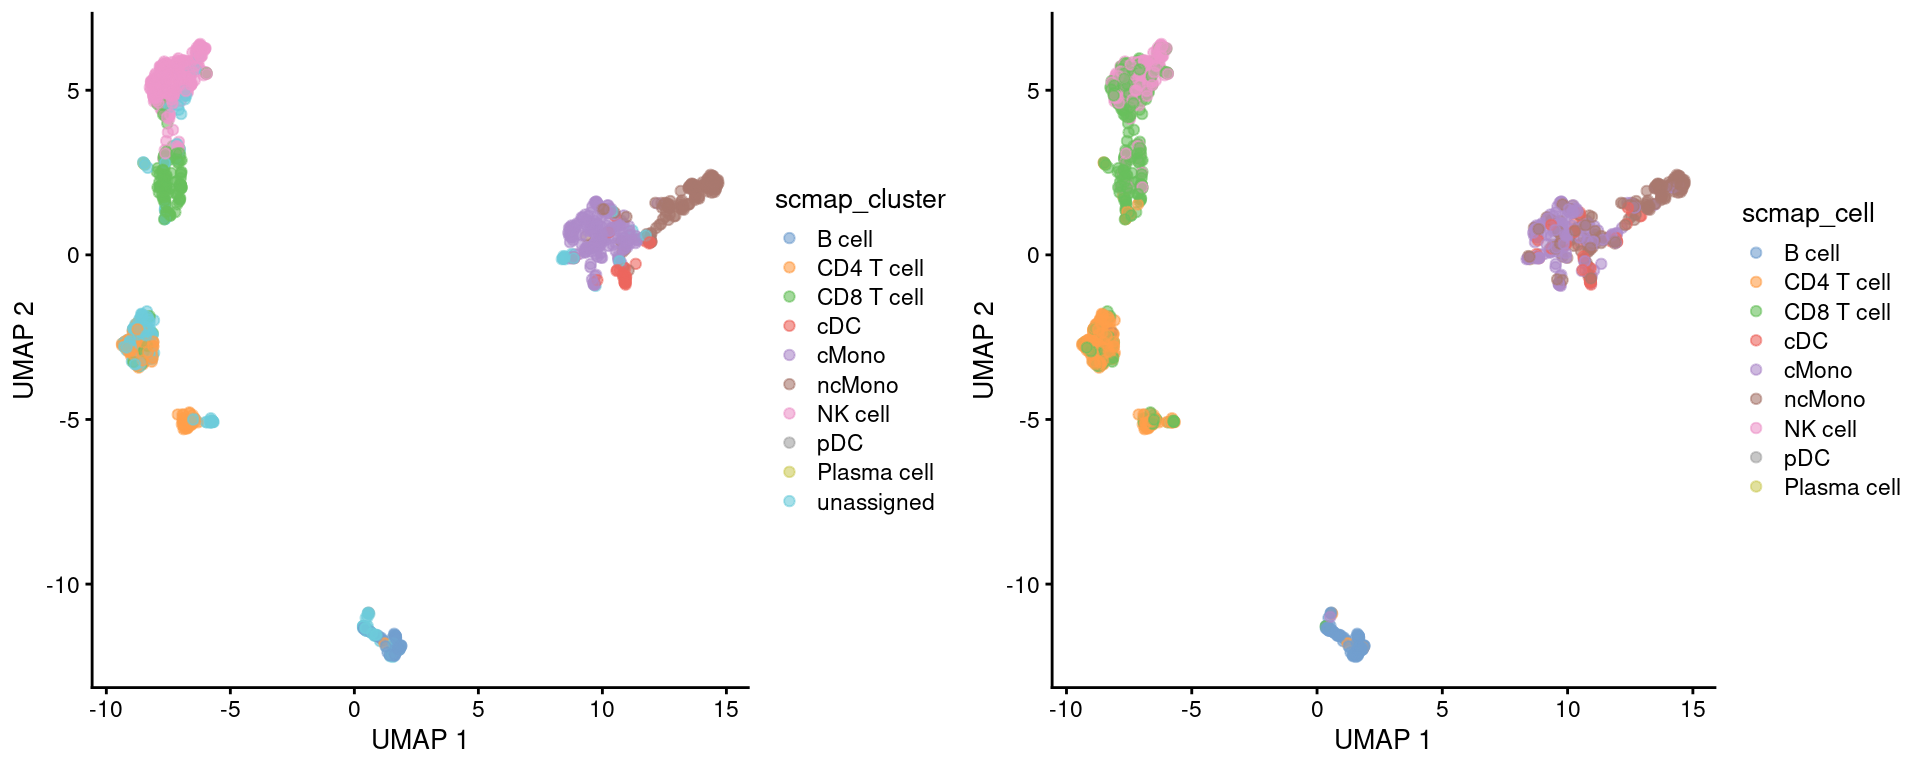 5
0
-5
-10
-10
-5
0
5
10
15
UMAP 1
UMAP 2
scmap_cluster
B cell
CD4 T cell
CD8 T cell
cDC
cMono
ncMono
NK cell
pDC
Plasma cell
unassigned
5
0
-5
-10
-10
-5
0
5
10
15
UMAP 1
UMAP 2
scmap_cell
B cell
CD4 T cell
CD8 T cell
cDC
cMono
ncMono
NK cell
pDC
Plasma cell